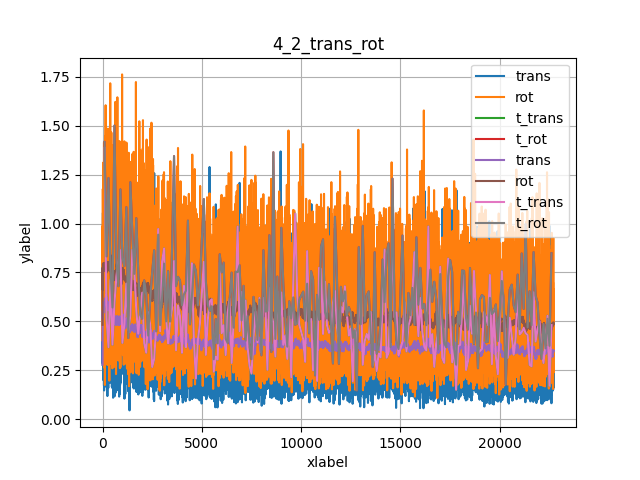 4_2_trans_rot
1.75
1.50
1.25
1.00
0.75
0.50
0.25
0.00
ylabel
trans
rot
t_trans
t_rot
trans
rot
t_trans
t_rot
0 5000 10000 15000 20000
xlabel